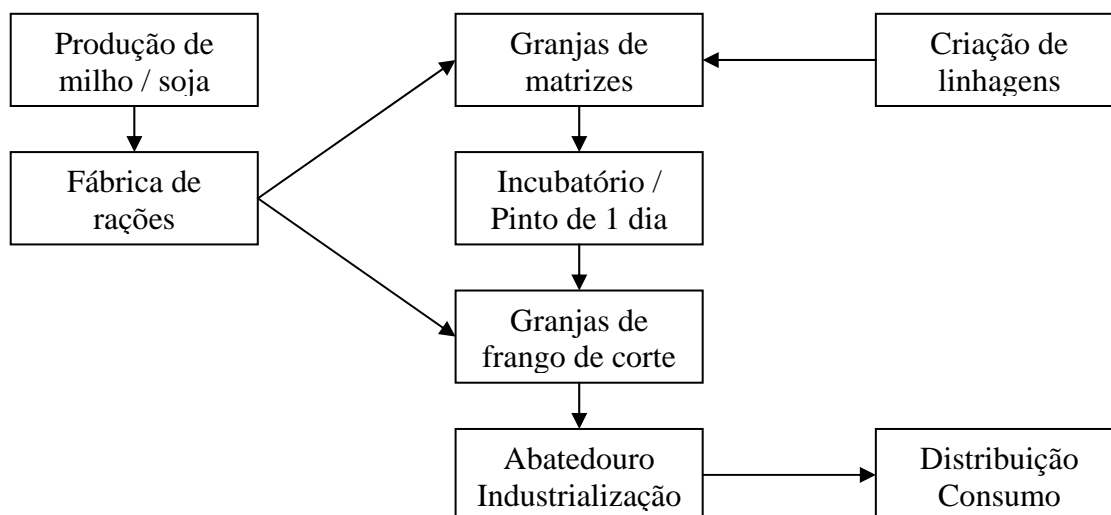 Produção de
milho / soja
Granjas de
matrizes
Criação de
linhagens
Fábrica de
rações
Incubatório /
Pinto de 1 dia
Granjas de
frango de corte
Abatedouro
Industrialização
Distribuição
Consumo